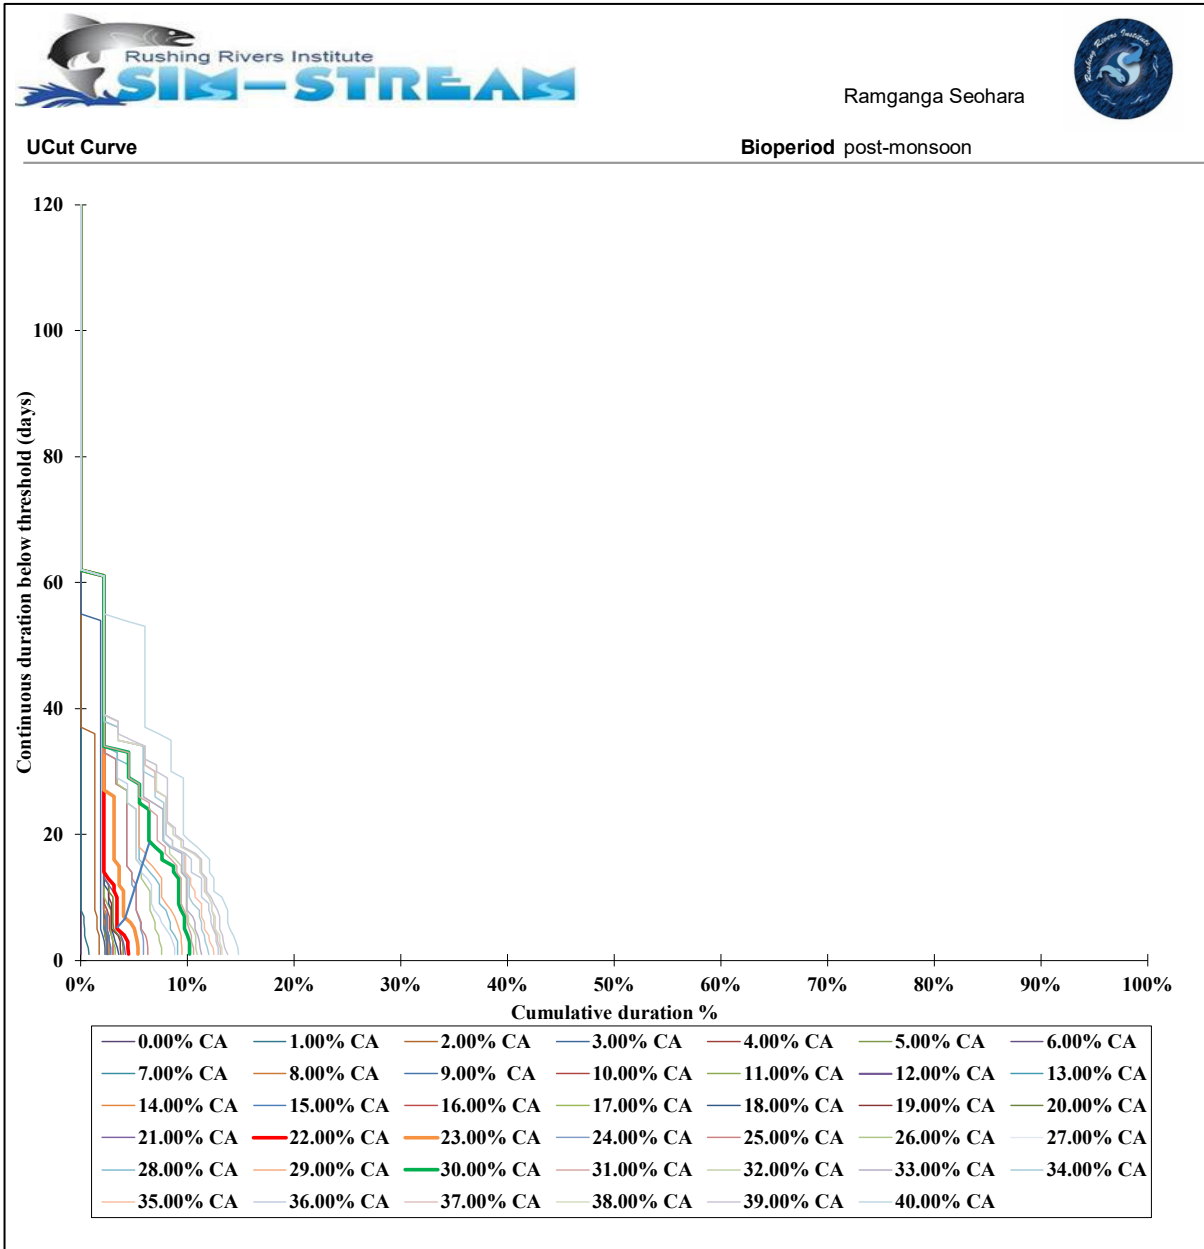 Rushing Rivers Institute
SIM-STREAM
Ramganga Seohara
Rushing Rivers Institute
UCut Curve
Bioperiod post-monsoon
120
100
80
60
40
20
0
Continuous duration below threshold (days)
0% 10% 20% 30% 40% 50% 60% 70% 80% 90% 100%
Cumulative duration %
0.00% CA 1.00% CA 2.00% CA 3.00% CA 4.00% CA 5.00% CA 6.00% CA
7.00% CA 8.00% CA 9.00% CA 10.00% CA 11.00% CA 12.00% CA 13.00% CA
14.00% CA 15.00% CA 16.00% CA 17.00% CA 18.00% CA 19.00% CA 20.00% CA
21.00% CA 22.00% CA 23.00% CA 24.00% CA 25.00% CA 26.00% CA 27.00% CA
28.00% CA 29.00% CA 30.00% CA 31.00% CA 32.00% CA 33.00% CA 34.00% CA
35.00% CA 36.00% CA 37.00% CA 38.00% CA 39.00% CA 40.00% CA